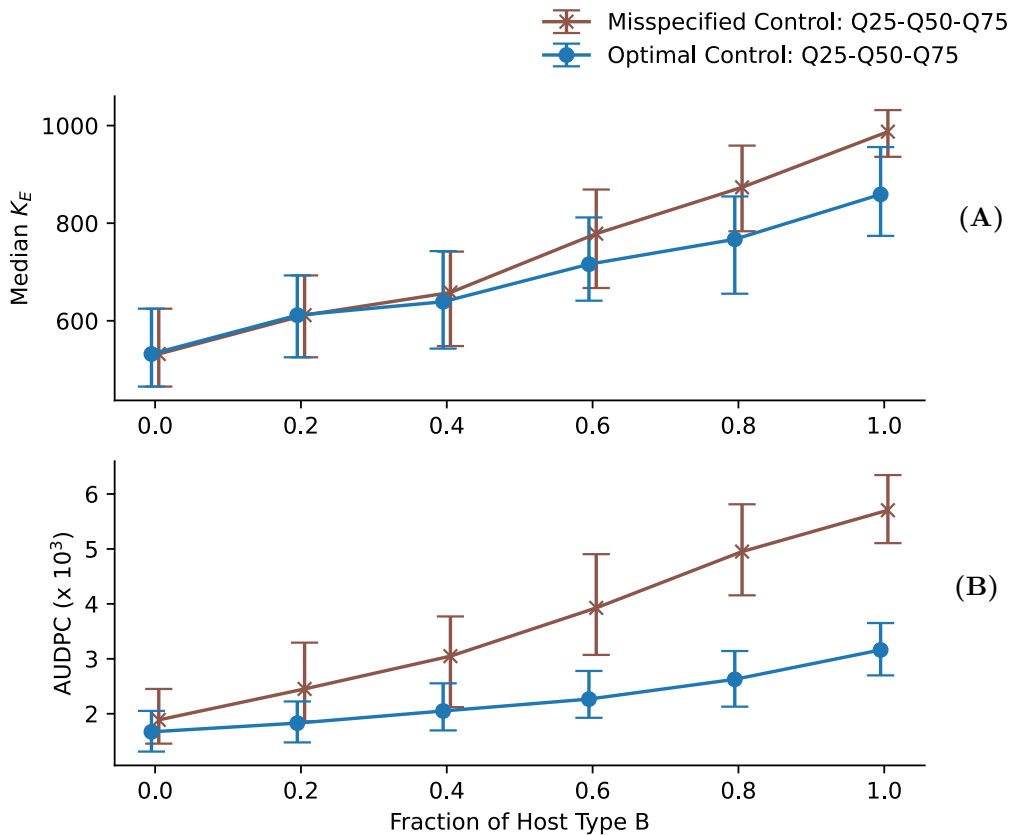 Misspecified Control: Q25-Q50-Q75
Optimal Control: Q25-Q50-Q75
1000
800
600
Median K_E
(A)
0.0 0.2 0.4 0.6 0.8 1.0
6
5
4
3
2
AUDPC (x 10³)
(B)
0.0 0.2 0.4 0.6 0.8 1.0
Fraction of Host Type B